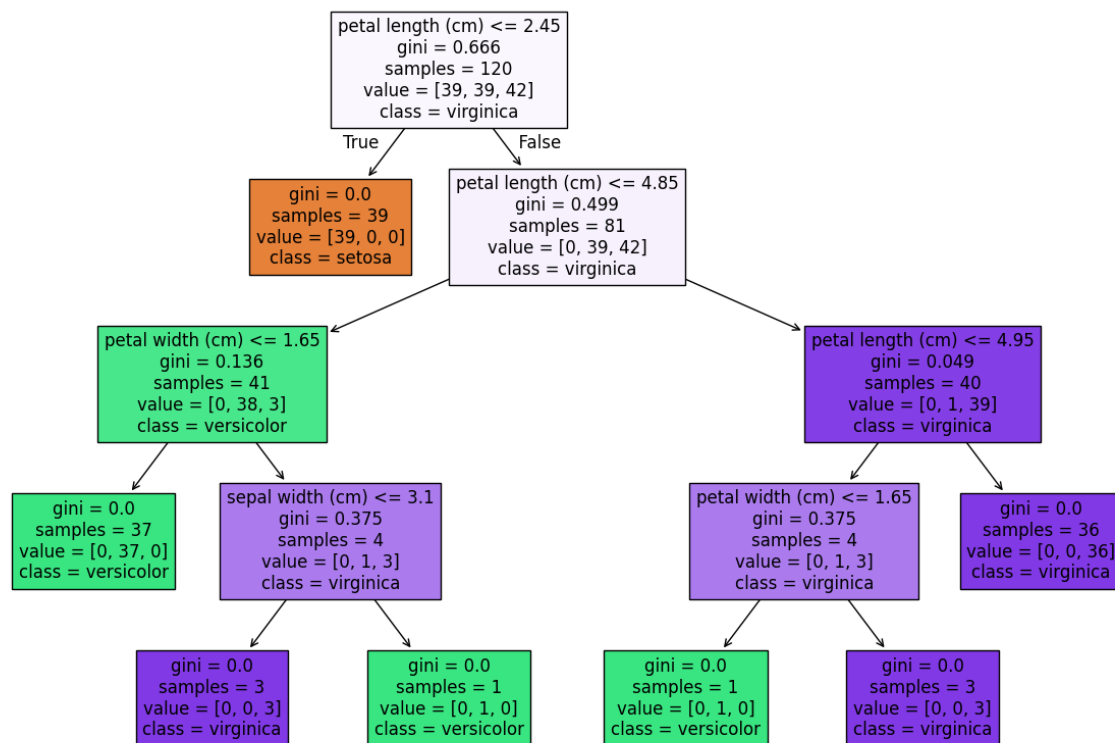 petal length (cm) <= 2.45
gini = 0.666
samples = 120
value = [39, 39, 42]
class = virginica
True
False
gini = 0.0
samples = 39
value = [39, 0, 0]
class = setosa
petal length (cm) <= 4.85
gini = 0.499
samples = 81
value = [0, 39, 42]
class = virginica
petal width (cm) <= 1.65
gini = 0.136
samples = 41
value = [0, 38, 3]
class = versicolor
petal length (cm) <= 4.95
gini = 0.049
samples = 40
value = [0, 1, 39]
class = virginica
gini = 0.0
samples = 37
value = [0, 37, 0]
class = versicolor
sepal width (cm) <= 3.1
gini = 0.375
samples = 4
value = [0, 1, 3]
class = virginica
petal width (cm) <= 1.65
gini = 0.375
samples = 4
value = [0, 1, 3]
class = virginica
gini = 0.0
samples = 36
value = [0, 0, 36]
class = virginica
gini = 0.0
samples = 3
value = [0, 0, 3]
class = virginica
gini = 0.0
samples = 1
value = [0, 1, 0]
class = versicolor
gini = 0.0
samples = 1
value = [0, 1, 0]
class = versicolor
gini = 0.0
samples = 3
value = [0, 0, 3]
class = virginica